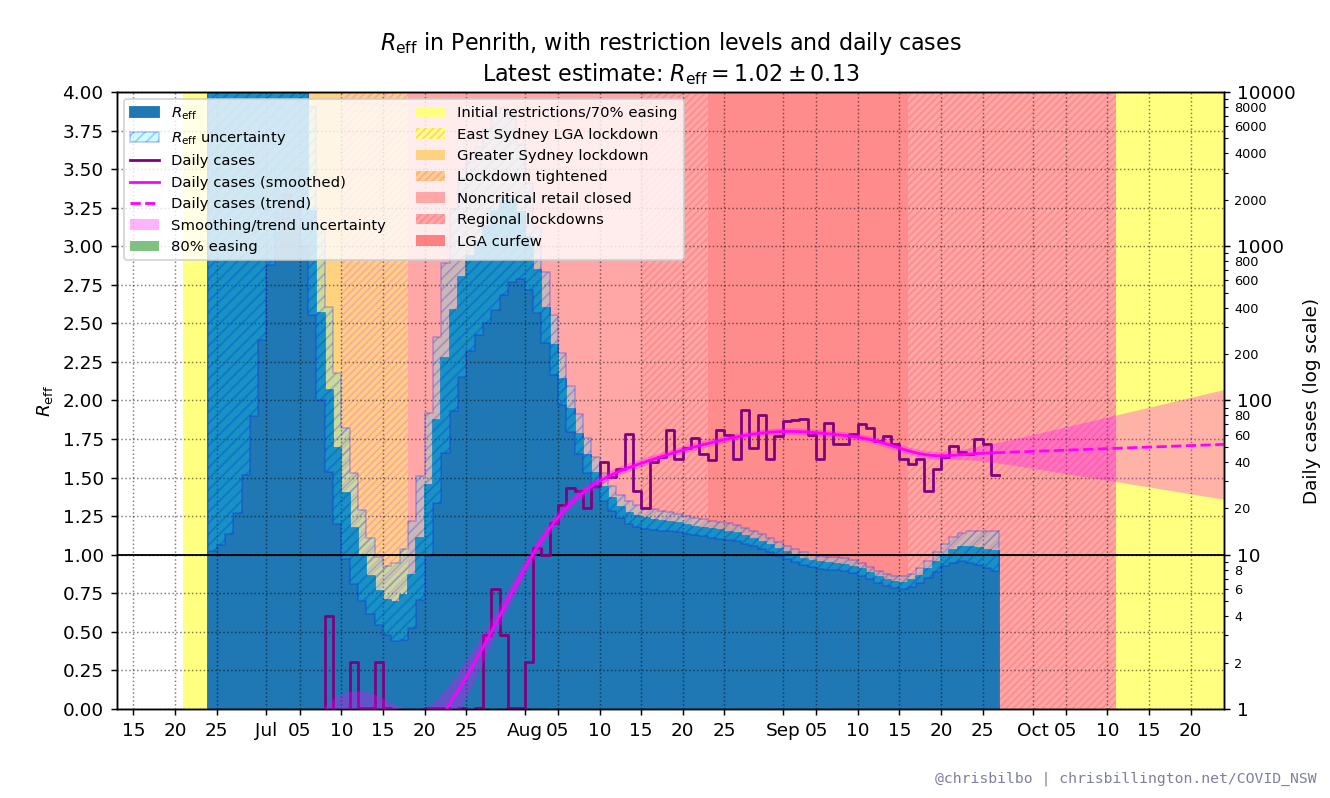 Reff in Penrith, with restriction levels and daily cases
Latest estimate: Reff = 1.02 ± 0.13
Reff
Reff uncertainty
Daily cases
Daily cases (smoothed)
Daily cases (trend)
Smoothing/trend uncertainty
80% easing
Initial restrictions/70% easing
East Sydney LGA lockdown
Greater Sydney lockdown
Lockdown tightened
Noncritical retail closed
Regional lockdowns
LGA curfew
Reff
4.00
3.75
3.50
3.25
3.00
2.75
2.50
2.25
2.00
1.75
1.50
1.25
1.00
0.75
0.50
0.25
0.00
10000
8000
6000
4000
2000
1000
800
600
400
200
100
80
60
40
20
10
8
6
4
2
1
Daily cases (log scale)
15 20 25 Jul 05 10 15 20 25 Aug 05 10 15 20 25 Sep 05 10 15 20 25 Oct 05 10 15 20
@chrisbilbo | chrisbillington.net/COVID_NSW